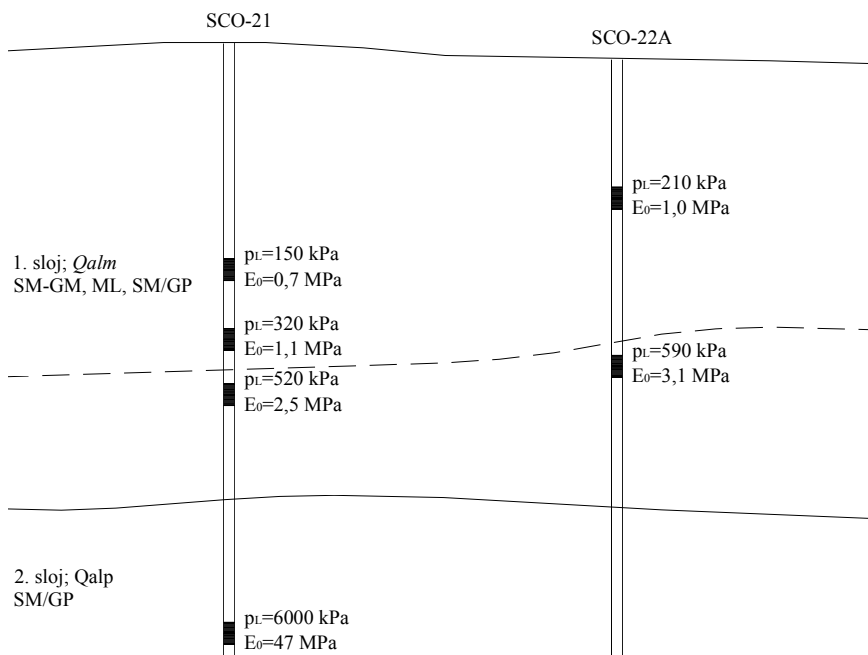 SCO-21
SCO-22A
pL=210 kPa
E0=1,0 MPa
1. sloj; Qalm
SM-GM, ML, SM/GP
pL=150 kPa
E0=0,7 MPa
pL=320 kPa
E0=1,1 MPa
pL=590 kPa
E0=3,1 MPa
pL=520 kPa
E0=2,5 MPa
2. sloj; Qalp
SM/GP
pL=6000 kPa
E0=47 MPa